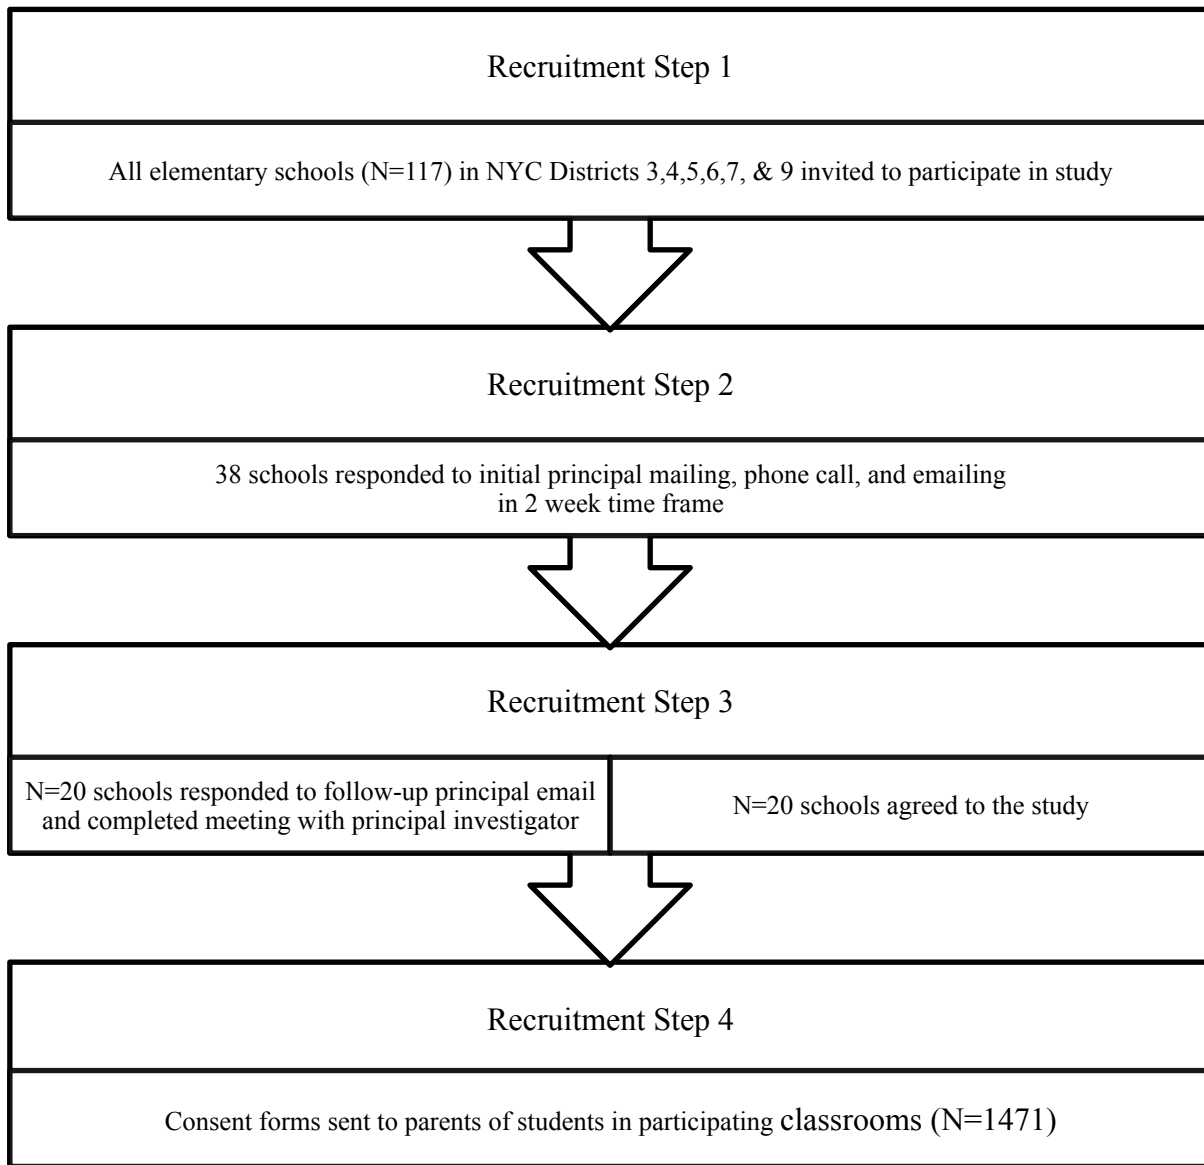 Recruitment Step 1
All elementary schools (N=117) in NYC Districts 3,4,5,6,7, & 9 invited to participate in study
Recruitment Step 2
38 schools responded to initial principal mailing, phone call, and emailing
in 2 week time frame
Recruitment Step 3
N=20 schools responded to follow-up principal email
and completed meeting with principal investigator
N=20 schools agreed to the study
Recruitment Step 4
Consent forms sent to parents of students in participating classrooms (N=1471)